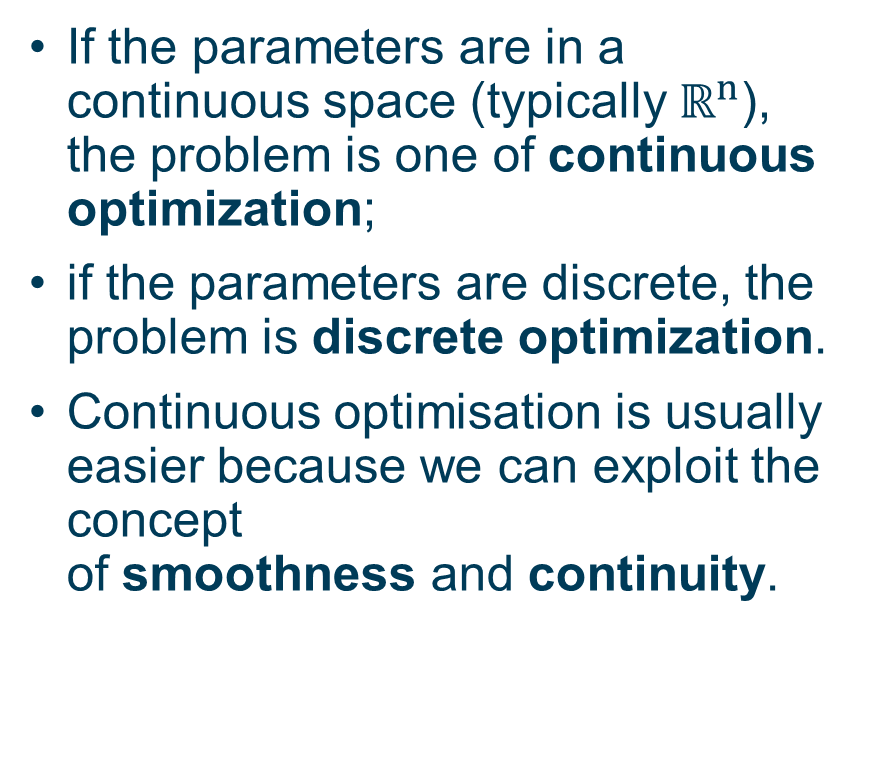 • If the parameters are in a
continuous space (typically ℝⁿ),
the problem is one of continuous
optimization;
• if the parameters are discrete, the
problem is discrete optimization.
• Continuous optimisation is usually
easier because we can exploit the
concept
of smoothness and continuity.